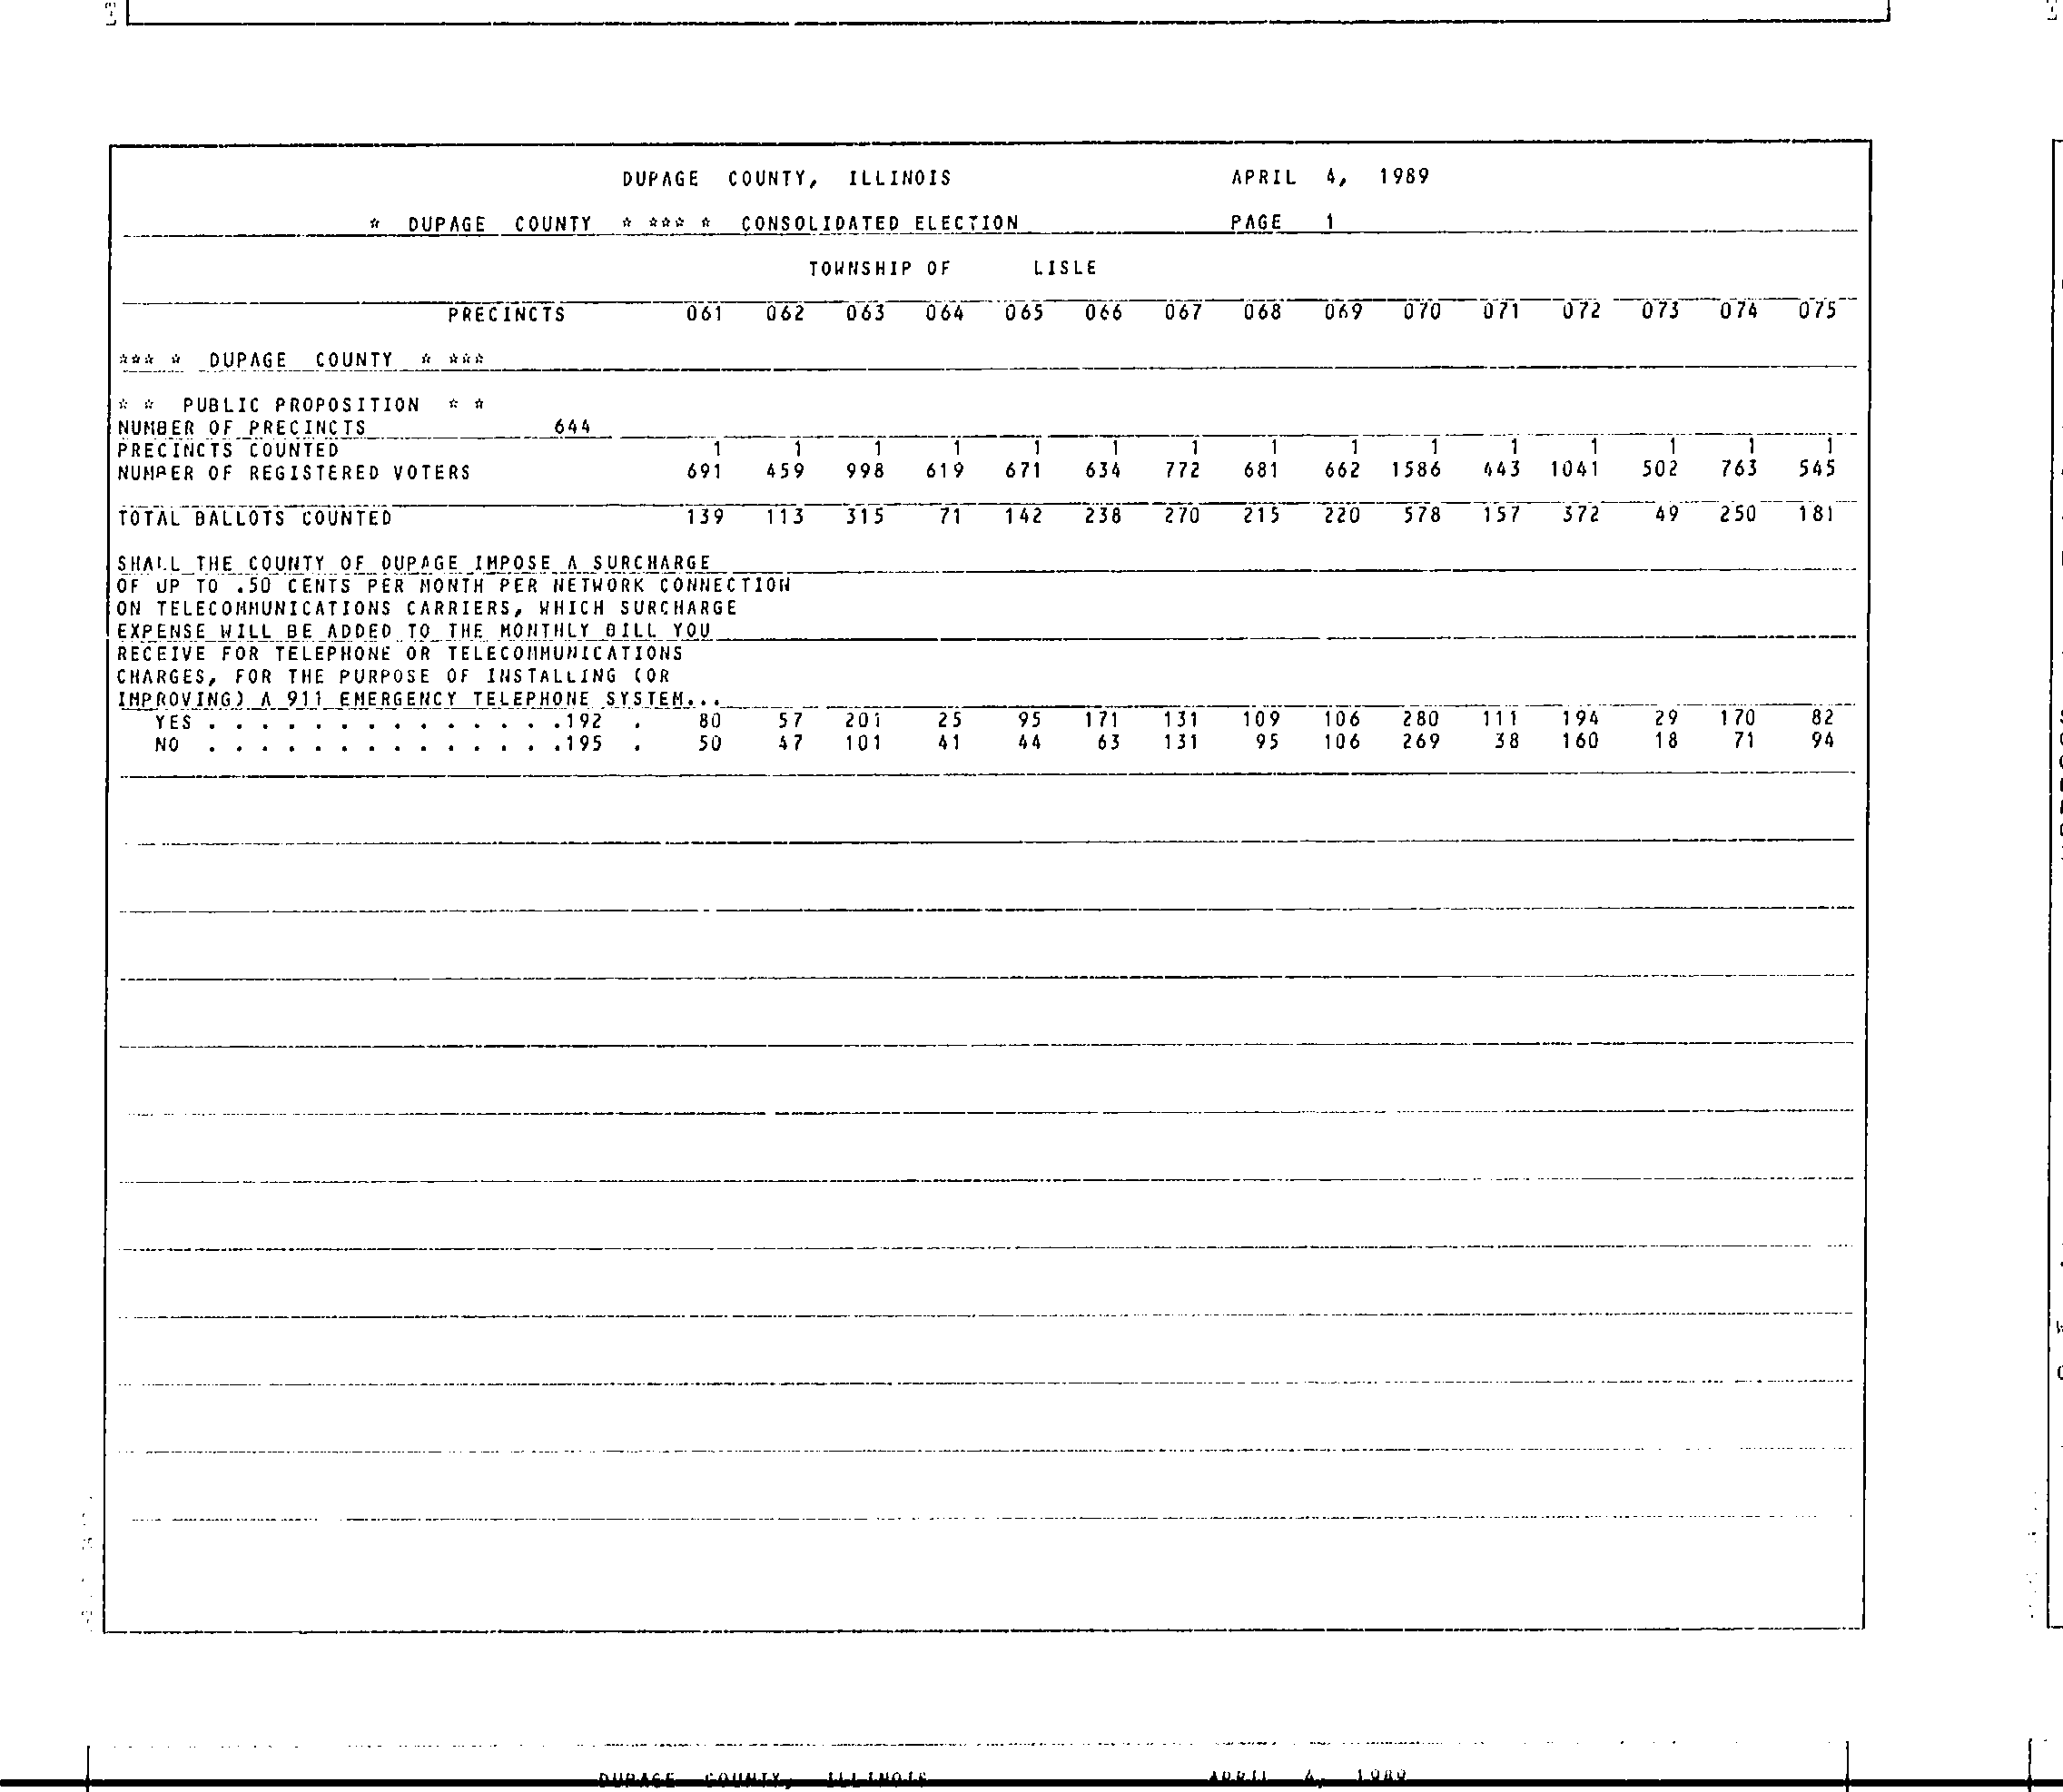 DUPAGE COUNTY, ILLINOIS APRIL 4, 1989
* DUPAGE COUNTY * *** * CONSOLIDATED ELECTION PAGE 1
TOWNSHIP OF LISLE
PRECINCTS 061 062 063 064 065 066 067 068 069 070 071 072 073 074 075
*** * DUPAGE COUNTY * ***
* * PUBLIC PROPOSITION * *
NUMBER OF PRECINCTS 644
PRECINCTS COUNTED 1 1 1 1 1 1 1 1 1 1 1 1 1 1 1
NUMBER OF REGISTERED VOTERS 691 459 998 619 671 634 772 681 662 1586 443 1041 502 763 545
TOTAL BALLOTS COUNTED 139 113 315 71 142 238 270 215 220 578 157 372 49 250 181
SHALL THE COUNTY OF DUPAGE IMPOSE A SURCHARGE
OF UP TO .50 CENTS PER MONTH PER NETWORK CONNECTION
ON TELECOMMUNICATIONS CARRIERS, WHICH SURCHARGE
EXPENSE WILL BE ADDED TO THE MONTHLY BILL YOU
RECEIVE FOR TELEPHONE OR TELECOMMUNICATIONS
CHARGES, FOR THE PURPOSE OF INSTALLING (OR
IMPROVING) A 911 EMERGENCY TELEPHONE SYSTEM...
YES . . . . . . . . . . . . . .192 . 80 57 201 25 95 171 131 109 106 280 111 194 29 170 82
NO . . . . . . . . . . . . . .195 . 50 47 101 41 44 63 131 95 106 269 38 160 18 71 94
DUPAGE COUNTY, ILLINOIS APRIL 4, 1989